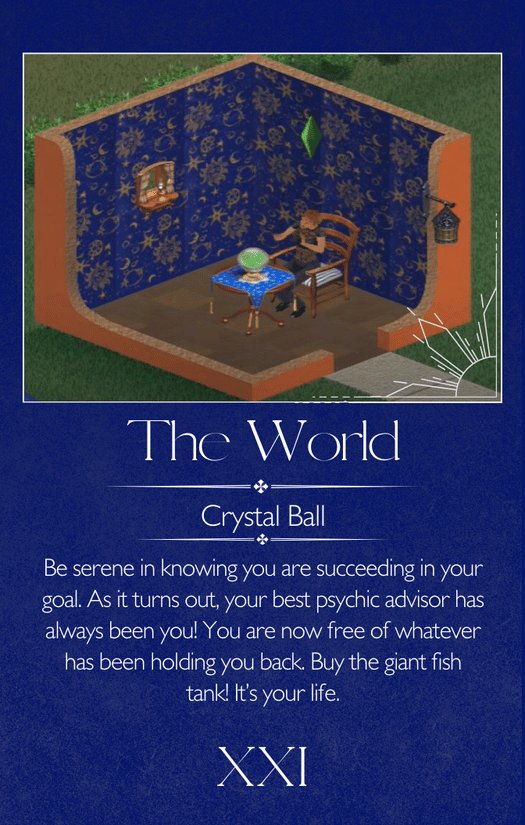 The World
Crystal Ball
Be serene in knowing you are succeeding in your
goal. As it turns out, your best psychic advisor has
always been you! You are now free of whatever
has been holding you back. Buy the giant fish
tank! It's your life.
XXI